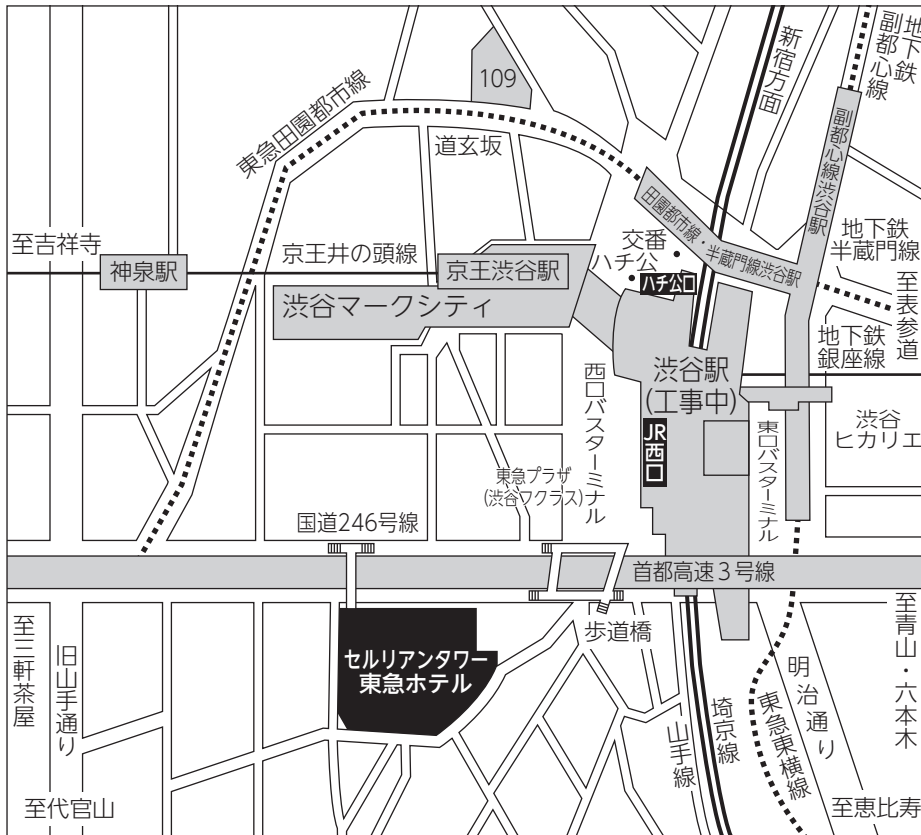 109
新宿方面
地下鉄
副都心線
東急田園都市線
道玄坂
副都心線渋谷駅
田園都市線・半蔵門線渋谷駅
至吉祥寺
神泉駅
京王井の頭線
京王渋谷駅
渋谷マークシティ
交番
ハチ公
ハチ公口
地下鉄
半蔵門線
至表参道
地下鉄
銀座線
渋谷駅
(工事中)
西口バスターミナル
JR西口
東口バスターミナル
渋谷
ヒカリエ
東急プラザ
(渋谷フクラス)
国道246号線
首都高速3号線
歩道橋
セルリアンタワー
東急ホテル
至三軒茶屋
旧山手通り
至代官山
山手線
埼京線
東急東横線
明治通り
至青山・六本木
至恵比寿